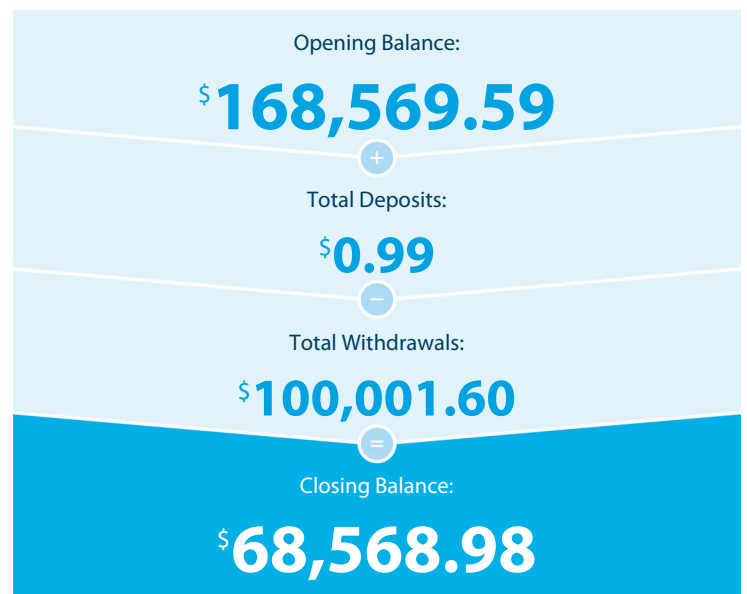 Opening Balance:
$168,569.59
+
Total Deposits:
$0.99
−
Total Withdrawals:
$100,001.60
=
Closing Balance:
$68,568.98